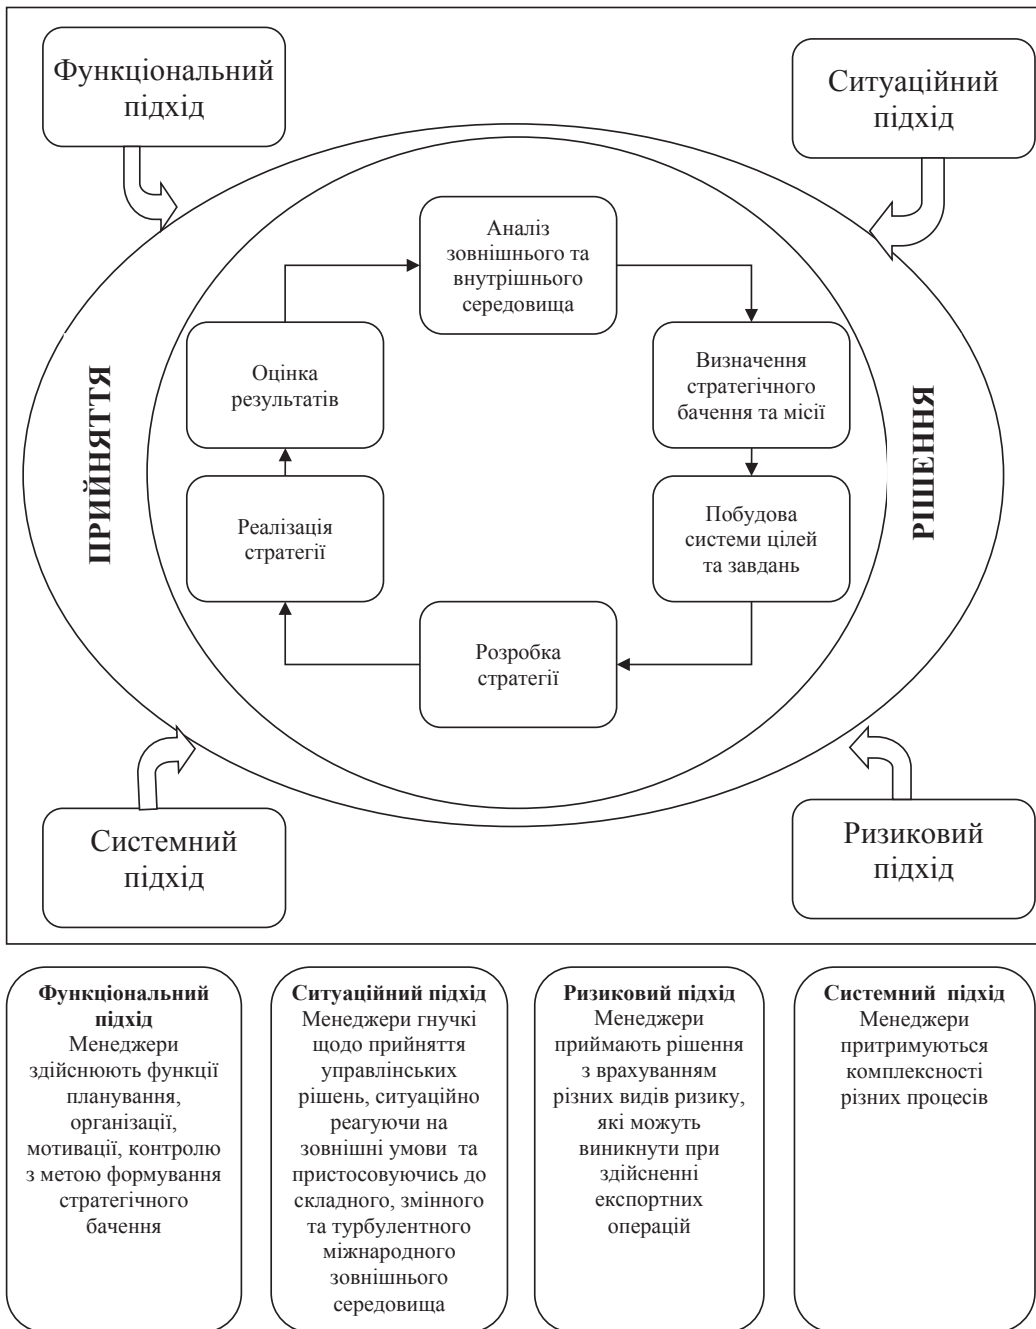 Функціональний
підхід
Ситуаційний
підхід
Аналіз
зовнішнього та
внутрішнього
середовища
Оцінка
результатів
Визначення
стратегічного
бачення та місії
ПРИЙНЯТТЯ
РІШЕННЯ
Реалізація
стратегії
Побудова
системи цілей
та завдань
Розробка
стратегії
Системний
підхід
Ризиковий
підхід
Функціональний
підхід
Менеджери
здійснюють функції
планування,
організації,
мотивації, контролю
з метою формування
стратегічного
бачення
Ситуаційний підхід
Менеджери гнучкі
щодо прийняття
управлінських
рішень, ситуаційно
реагуючи на
зовнішні умови та
пристосовуючись до
складного, змінного
та турбулентного
міжнародного
зовнішнього
середовища
Ризиковий підхід
Менеджери
приймають рішення
з врахуванням
різних видів ризику,
які можуть
виникнути при
здійсненні
експортних
операцій
Системний підхід
Менеджери
притримуються
комплексності
різних процесів